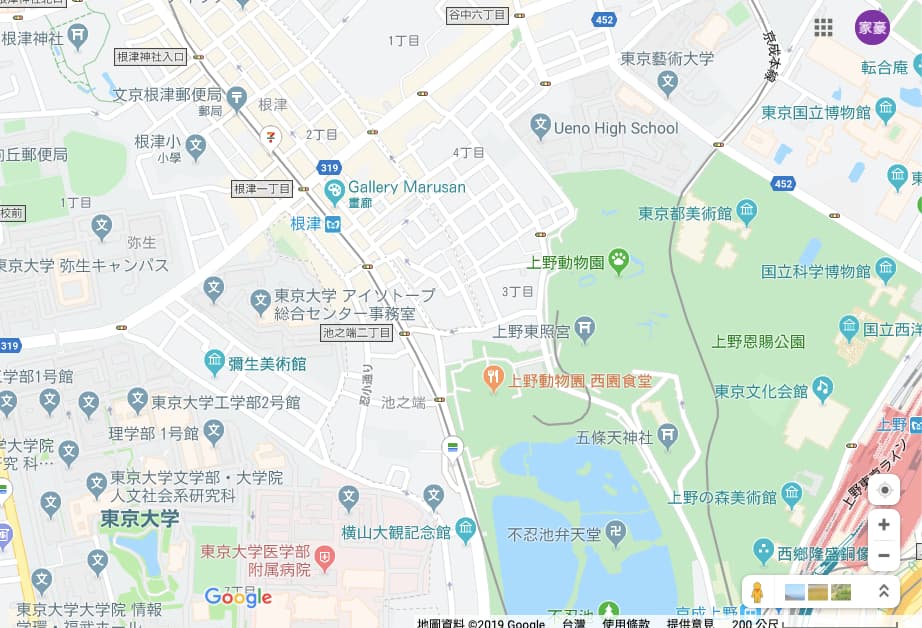 谷中六丁目
452
家豪
根津神社
1丁目
根津神社入口
京成本線
東京藝術大学
転合庵
文京根津郵便局
郵局
根津
東京国立博物館
2丁目
Ueno High School
根津小
小學
向丘郵便局
4丁目
319
452
根津一丁目
Gallery Marusan
畫廊
1丁目
校前
東京都美術館
根津
弥生
東京大学 弥生キャンパス
上野動物園
国立科学博物館
東京大学 アイソトープ
総合センター事務室
3丁目
池之端二丁目
上野東照宮
国立西洋
319
上野恩賜公園
彌生美術館
上野動物園 西園食堂
工学部1号館
東京大学工学部2号館
池之端
東京文化会館
理学部 1号館
五條天神社
上野
大学院
究 科…
上野東京ライン
東京大学文学部・大学院
人文社会系研究科
上野の森美術館
東京大学
横山大観記念館
不忍池弁天堂
東京大学医学部
附属病院
西郷隆盛銅像
7丁目
Google
東京大学大学院 情報
学環・福武ホール
不忍池
京成上野
地圖資料 ©2019 Google
台灣
使用條款
提供意見
200 公尺